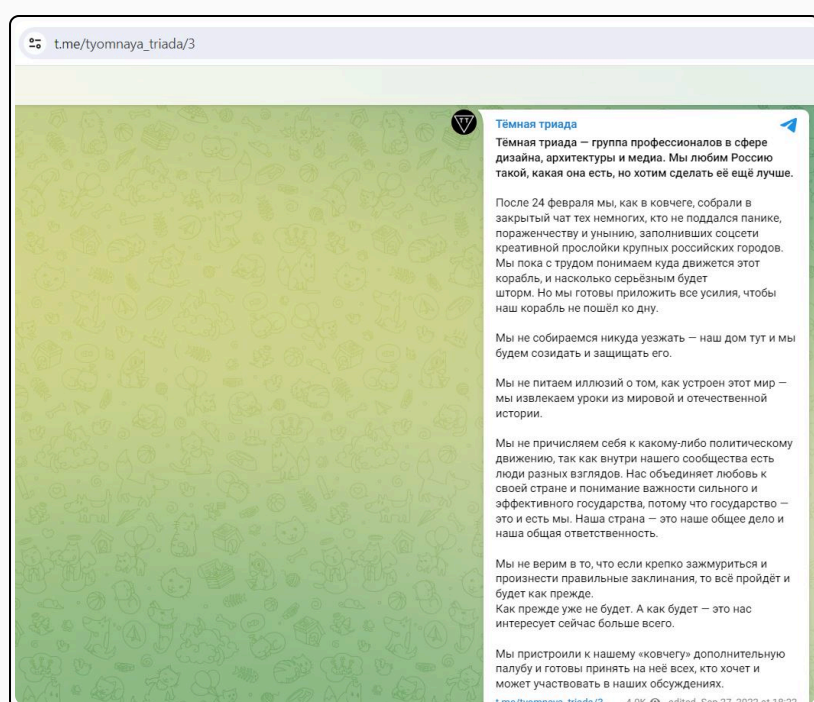 t.me/tyomnaya_triada/3
Тёмная триада
Тёмная триада — группа профессионалов в сфере
дизайна, архитектуры и медиа. Мы любим Россию
такой, какая она есть, но хотим сделать её ещё лучше.
После 24 февраля мы, как в ковчеге, собрали в
закрытый чат тех немногих, кто не поддался панике,
пораженчеству и унынию, заполнивших соцсети
креативной прослойки крупных российских городов.
Мы пока с трудом понимаем куда движется этот
корабль, и насколько серьёзным будет
шторм. Но мы готовы приложить все усилия, чтобы
наш корабль не пошёл ко дну.
Мы не собираемся никуда уезжать — наш дом тут и мы
будем созидать и защищать его.
Мы не питаем иллюзий о том, как устроен этот мир —
мы извлекаем уроки из мировой и отечественной
истории.
Мы не причисляем себя к какому-либо политическому
движению, так как внутри нашего сообщества есть
люди разных взглядов. Нас объединяет любовь к
своей стране и понимание важности сильного и
эффективного государства, потому что государство —
это и есть мы. Наша страна — это наше общее дело и
наша общая ответственность.
Мы не верим в то, что если крепко зажмуриться и
произнести правильные заклинания, то всё пройдёт и
будет как прежде.
Как прежде уже не будет. А как будет — это нас
интересует сейчас больше всего.
Мы пристроили к нашему «ковчегу» дополнительную
палубу и готовы принять на неё всех, кто хочет и
может участвовать в наших обсуждениях.